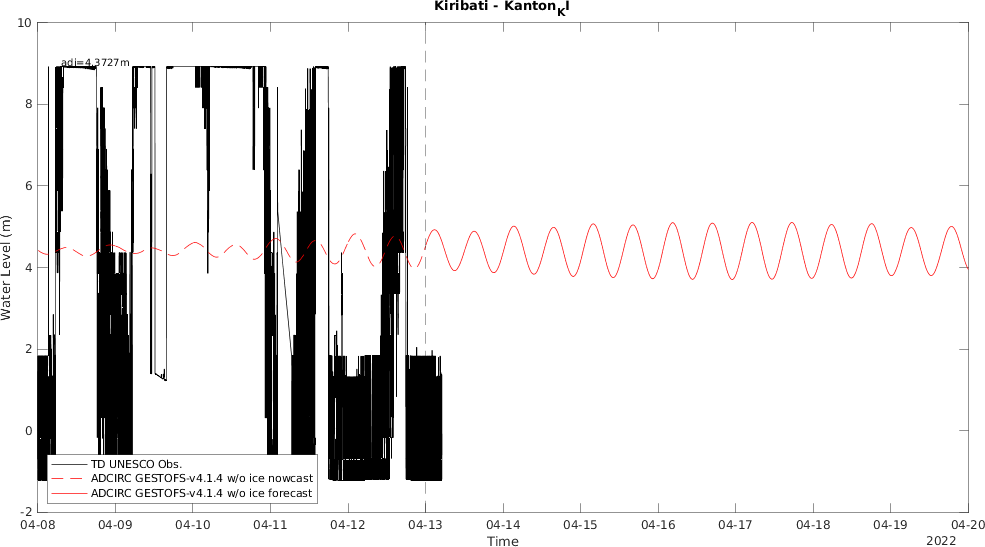 Kiribati - Kanton_KI
10
adj=4.3727m
8
6
4
2
0
-2
Water Level (m)
TD UNESCO Obs.
ADCIRC GESTOFS-v4.1.4 w/o ice nowcast
ADCIRC GESTOFS-v4.1.4 w/o ice forecast
04-08 04-09 04-10 04-11 04-12 04-13 04-14 04-15 04-16 04-17 04-18 04-19 04-20
Time
2022